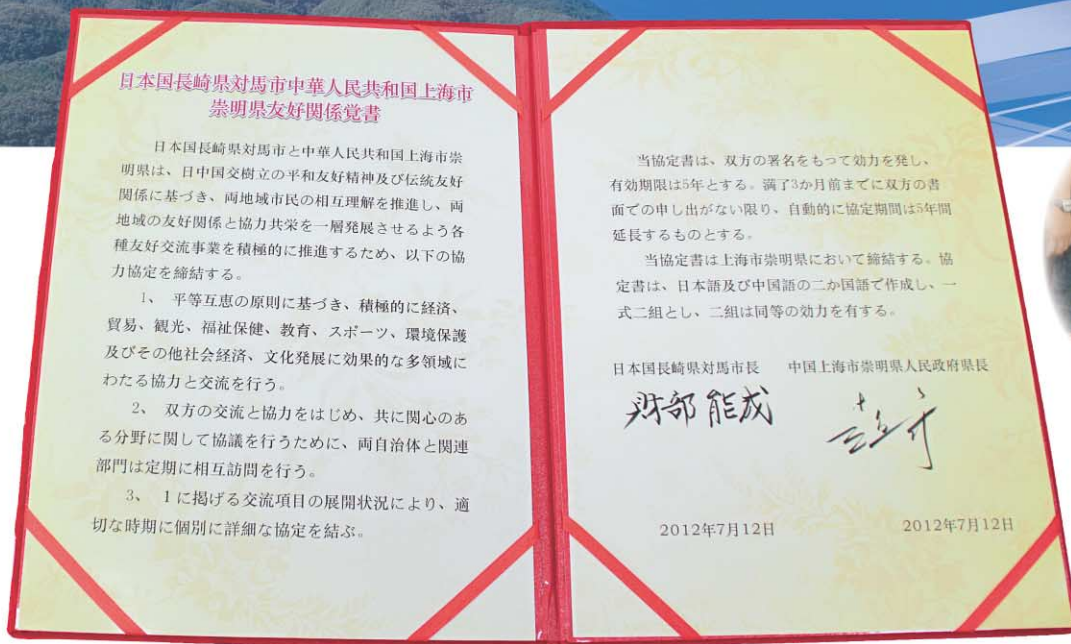 日本国長崎県対馬市中華人民共和国上海市
崇明県友好関係覚書
日本国長崎県対馬市と中華人民共和国上海市崇
明県は、日中国交樹立の平和友好精神及び伝統友好
関係に基づき、両地域市民の相互理解を推進し、両
地域の友好関係と協力共栄を一層発展させるよう各
種友好交流事業を積極的に推進するため、以下の協
力協定を締結する。
1、 平等互恵の原則に基づき、積極的に経済、
貿易、観光、福祉保健、教育、スポーツ、環境保護
及びその他社会経済、文化発展に効果的な多領域に
わたる協力と交流を行う。
2、 双方の交流と協力をはじめ、共に関心のあ
る分野に関して協議を行うために、両自治体と関連
部門は定期に相互訪問を行う。
3、 1に掲げる交流項目の展開状況により、適
切な時期に個別に詳細な協定を結ぶ。
当協定書は、双方の署名をもって効力を発し、
有効期限は5年とする。満了3か月前までに双方の書
面での申し出がない限り、自動的に協定期間は5年間
延長するものとする。
当協定書は上海市崇明県において締結する。協
定書は、日本語及び中国語の二か国語で作成し、一
式二組とし、二組は同等の効力を有する。
日本国長崎県対馬市長 中国上海市崇明県人民政府県長
財部能成
2012年7月12日 2012年7月12日